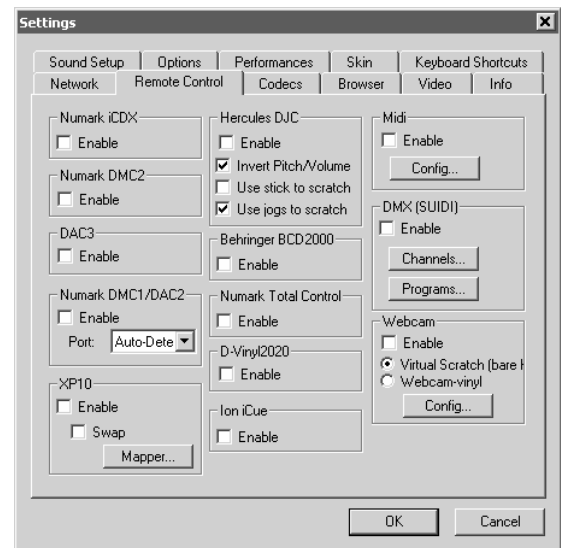 Settings
Sound Setup Options Performances Skin Keyboard Shortcuts
Network Remote Control Codecs Browser Video Info
Numark iCDX
Enable
Numark DMC2
Enable
DAC3
Enable
Numark DMC1/DAC2
Enable
Port: Auto-Dete
XP10
Enable
Swap
Mapper...
Hercules DJC
Enable
Invert Pitch/Volume
Use stick to scratch
Use jogs to scratch
Behringer BCD2000
Enable
Numark Total Control
Enable
D-Vinyl2020
Enable
Ion iCue
Enable
Midi
Enable
Config...
DMX (SUIDI)
Enable
Channels...
Programs...
Webcam
Enable
Virtual Scratch (bare H
Webcam-vinyl
Config...
OK Cancel